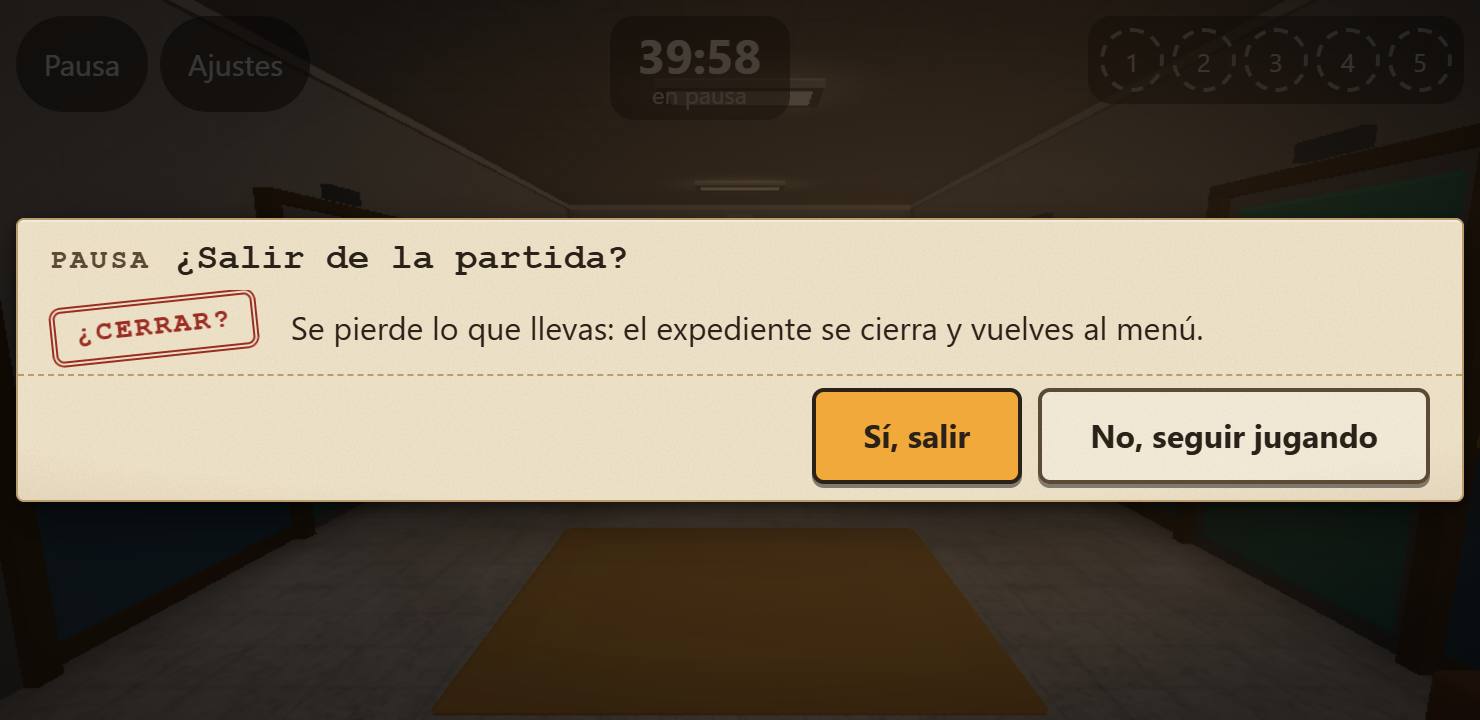 Pausa
Ajustes
39:58
en pausa
1 2 3 4 5
PAUSA ¿Salir de la partida?
¿CERRAR?
Se pierde lo que llevas: el expediente se cierra y vuelves al menú.
Sí, salir
No, seguir jugando